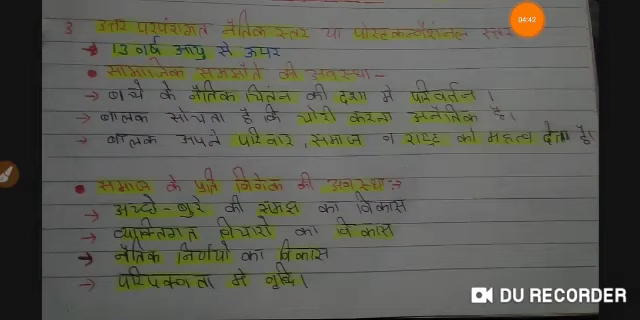 04:42
3 उत्तर परंपरागत नैतिक स्तर या पोस्टकन्वेंशनल स्तर
→ 13 वर्ष आयु से ऊपर
• सामाजिक समझौते की अवस्था -
→ बच्चे के नैतिक चिंतन की दशा मे परिवर्तन।
→ बालक सोचता है कि चोरी करना अनैतिक है।
→ बालक अपने परिवार, समाज व राष्ट्र को महत्व देता है।
• समाज के प्रति विवेक की अवस्था :-
→ अच्छे - बुरे की समझ का विकास
→ व्यक्तिगत विचारो का विकास
→ नैतिक निर्णयो का विकास
→ परिपक्वता मे वृद्धि।
DU RECORDER